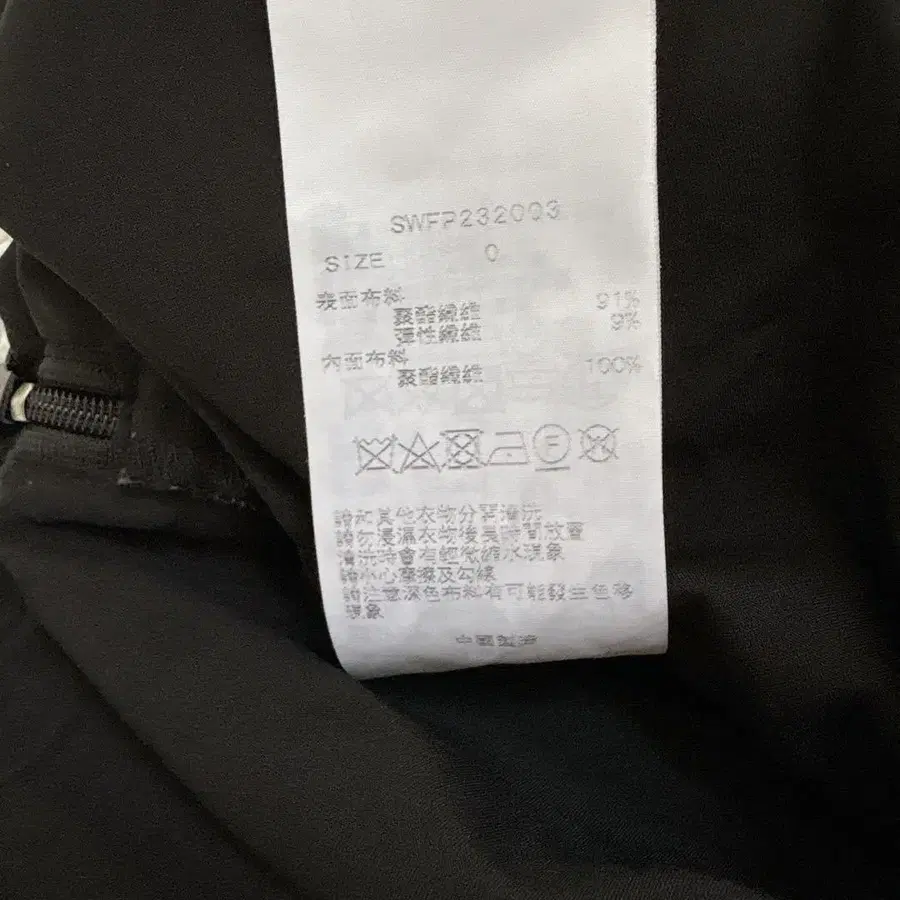 SWFP232003
SIZE 0
表面布料 91%
聚酯纖維 9%
彈性纖維
內面布料 100%
聚酯纖維
F
請和其他衣物分開清洗
請勿浸濕衣物後長時間放置
清洗時會有輕微縮水現象
請小心摩擦及勾線
請注意深色布料有可能發生色移
現象
中國製造